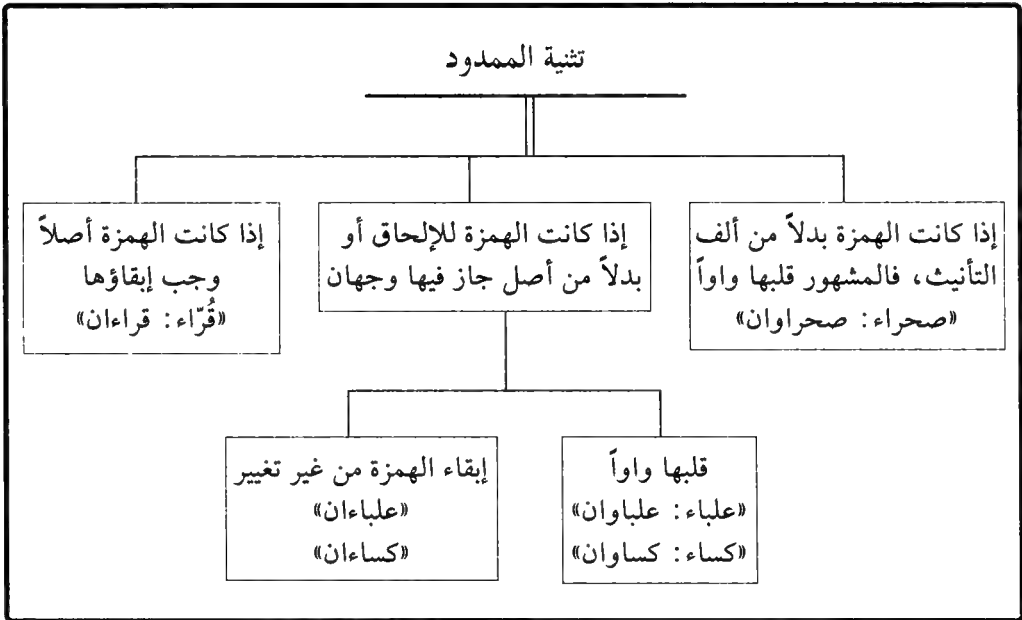 تثنية الممدود
إذا كانت الهمزة بدلاً من ألف
التأنيث، فالمشهور قلبها واواً
«صحراء: صحراوان»
إذا كانت الهمزة للإلحاق أو
بدلاً من أصل جاز فيها وجهان
إذا كانت الهمزة أصلاً
وجب إبقاؤها
«قُرّاء: قراءان»
قلبها واواً
«علباء: علباوان»
«كساء: كساوان»
إبقاء الهمزة من غير تغيير
«علباءان»
«كساءان»